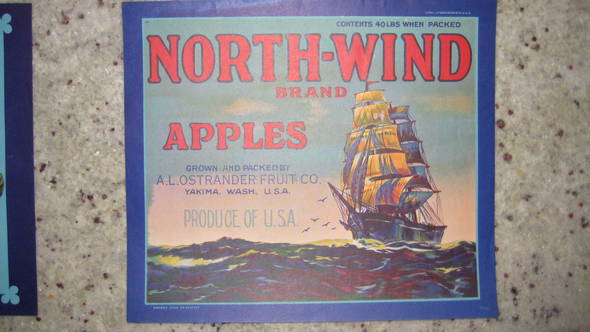 CONTENTS 40 LBS WHEN PACKED
NORTH-WIND
BRAND
APPLES
GROWN AND PACKED BY
A.L. OSTRANDER FRUIT CO.
YAKIMA, WASH., U.S.A.
PRODUCE OF U.S.A.